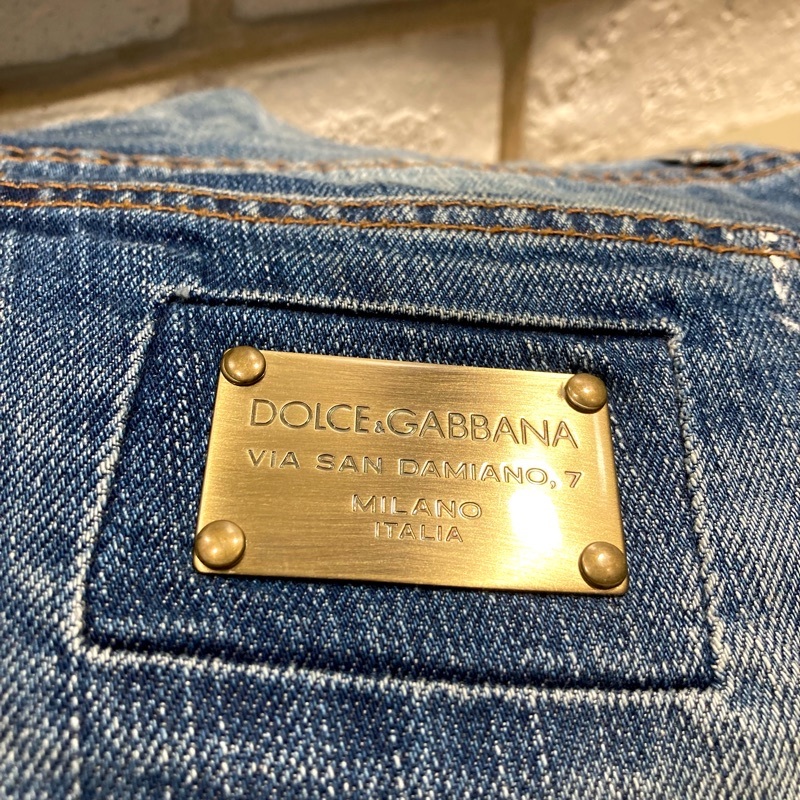 DOLCE&GABBANA
ViA SAN DAMIANO, 7
MILANO
ITALIA